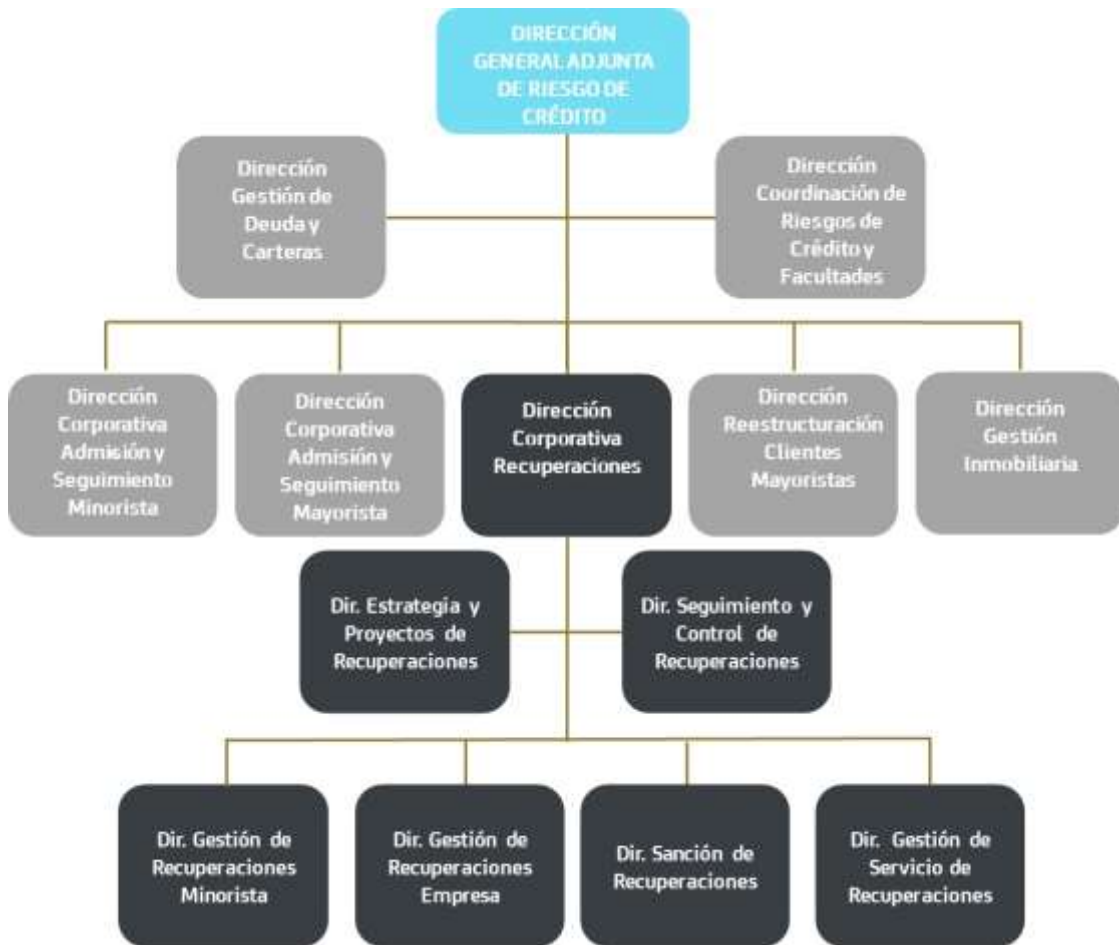 DIRECCIÓN
GENERAL ADJUNTA
DE RIESGO DE
CRÉDITO
Dirección
Gestión de
Deuda y
Carteras
Dirección
Coordinación de
Riesgos de
Crédito y
Facultades
Dirección
Corporativa
Admisión y
Seguimiento
Minorista
Dirección
Corporativa
Admisión y
Seguimiento
Mayorista
Dirección
Corporativa
Recuperaciones
Dirección
Reestructuración
Clientes
Mayoristas
Dirección
Gestión
Inmobiliaria
Dir. Estrategia y
Proyectos de
Recuperaciones
Dir. Seguimiento y
Control de
Recuperaciones
Dir. Gestión de
Recuperaciones
Minorista
Dir. Gestión de
Recuperaciones
Empresa
Dir. Sanción de
Recuperaciones
Dir. Gestión de
Servicio de
Recuperaciones